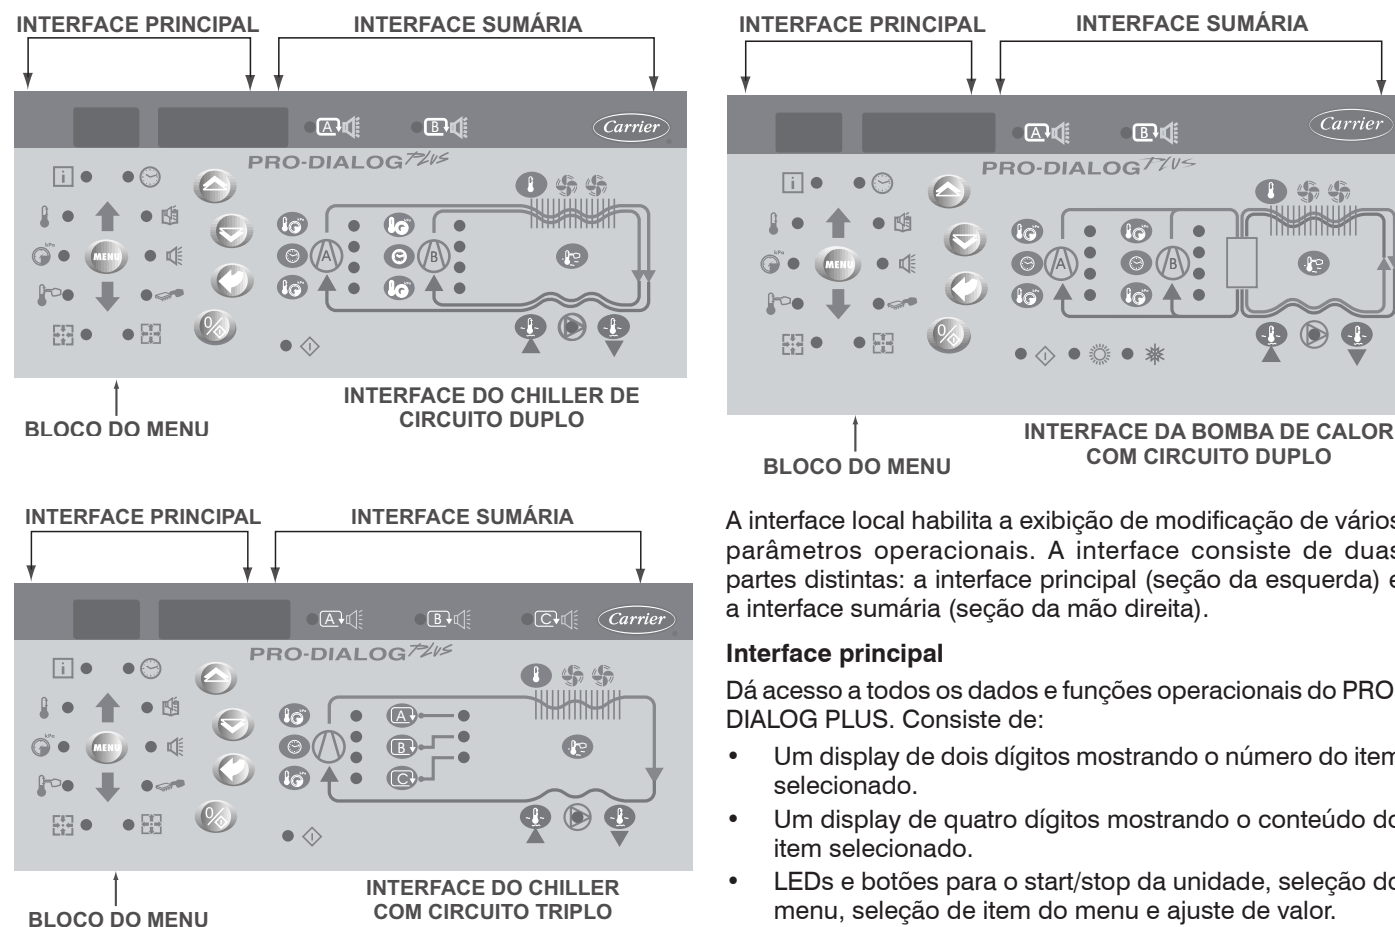 INTERFACE PRINCIPAL
INTERFACE SUMÁRIA
A
B
Carrier
PRO-DIALOG PLUS
i
kPa
MENU
A
B
INTERFACE DO CHILLER DE
CIRCUITO DUPLO
BLOCO DO MENU
INTERFACE PRINCIPAL
INTERFACE SUMÁRIA
A
B
Carrier
PRO-DIALOG PLUS
i
kPa
MENU
A
B
INTERFACE DA BOMBA DE CALOR
COM CIRCUITO DUPLO
BLOCO DO MENU
INTERFACE PRINCIPAL
INTERFACE SUMÁRIA
A
B
C
Carrier
PRO-DIALOG PLUS
i
kPa
MENU
A
B
C
INTERFACE DO CHILLER
COM CIRCUITO TRIPLO
BLOCO DO MENU
A interface local habilita a exibição de modificação de vários
parâmetros operacionais. A interface consiste de duas
partes distintas: a interface principal (seção da esquerda) e
a interface sumária (seção da mão direita).
Interface principal
Dá acesso a todos os dados e funções operacionais do PRO-
DIALOG PLUS. Consiste de:
• Um display de dois dígitos mostrando o número do item
selecionado.
• Um display de quatro dígitos mostrando o conteúdo do
item selecionado.
• LEDs e botões para o start/stop da unidade, seleção do
menu, seleção de item do menu e ajuste de valor.